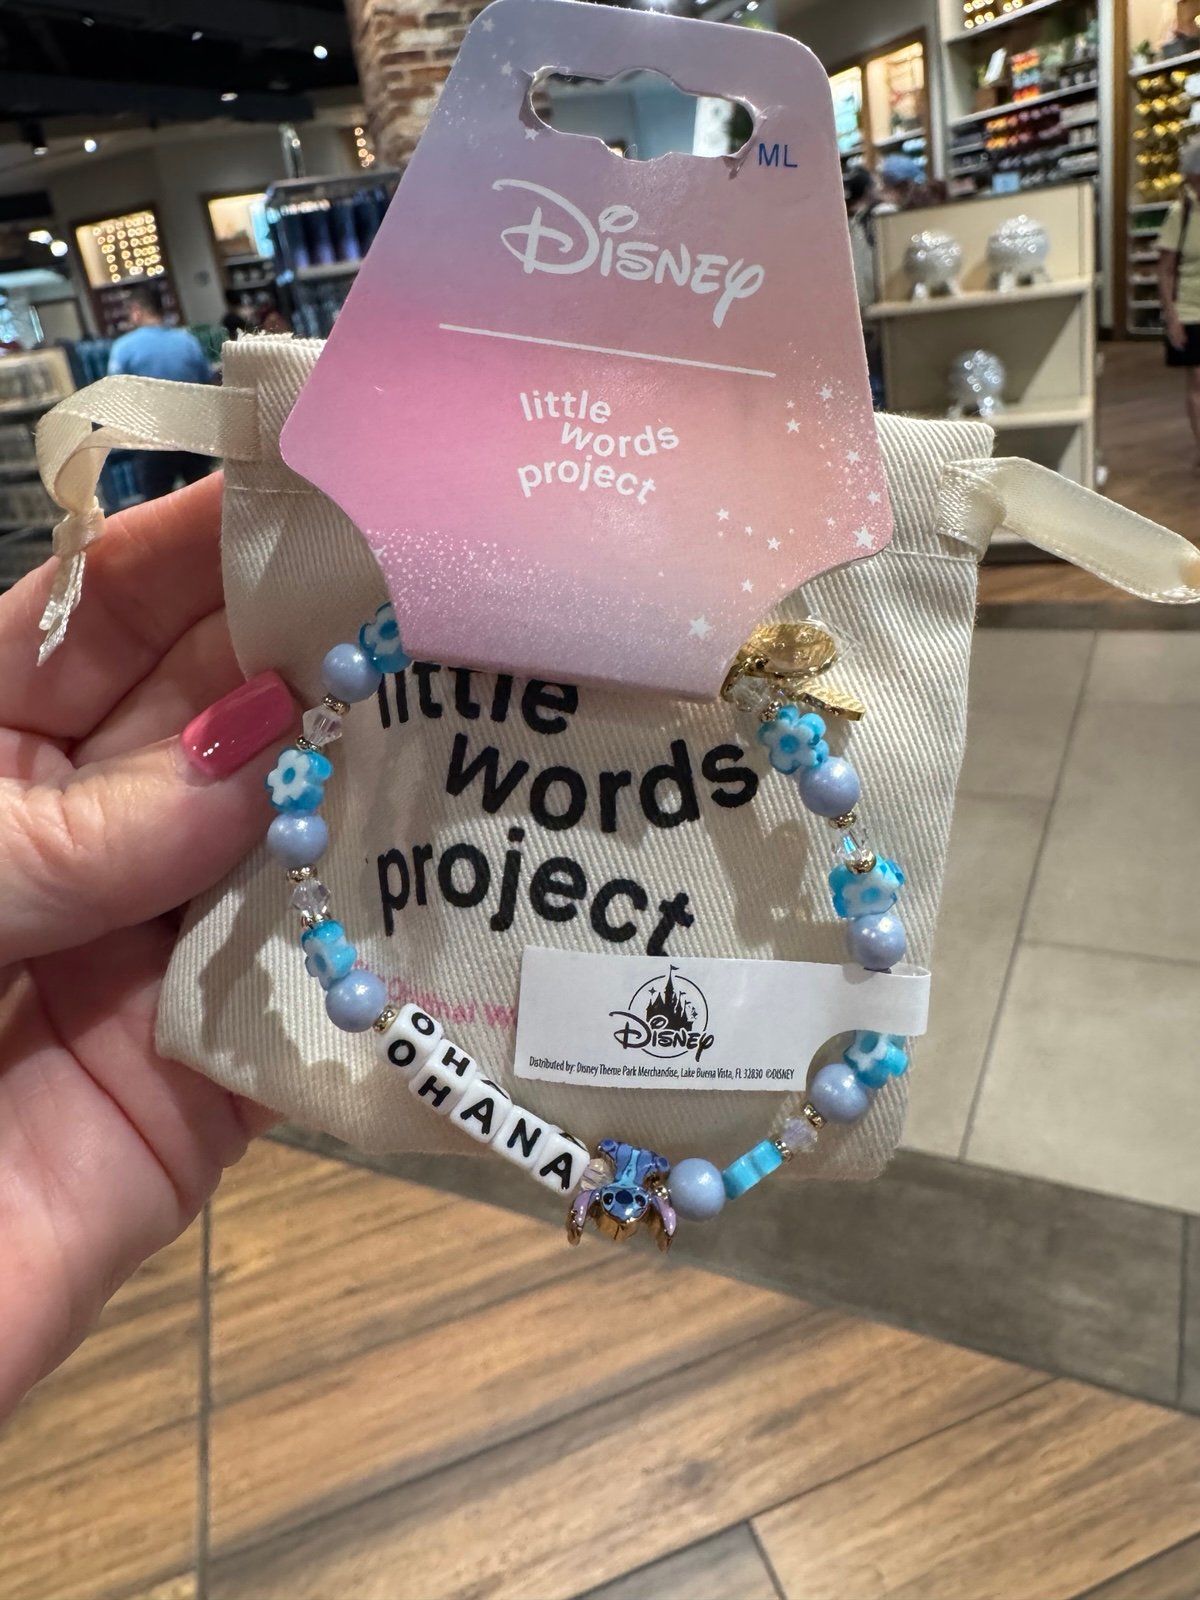 ML
Disney
little
words
project
little
words
project
Disney
Distributed by: Disney Theme Park Merchandise, Lake Buena Vista, FL 32830 ©DISNEY
OHANA